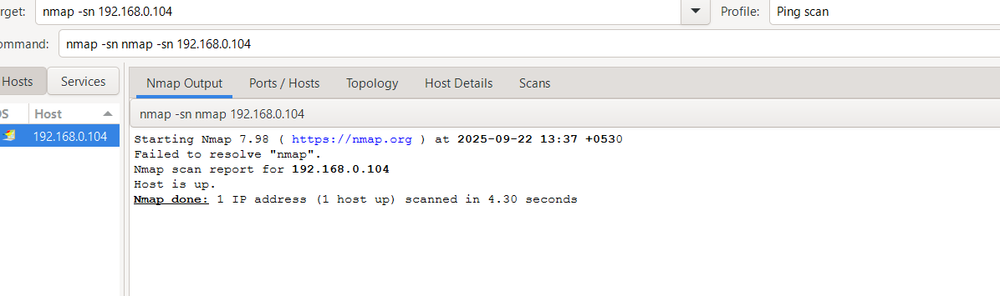 rget: nmap -sn 192.168.0.104 Profile: Ping scan
ommand: nmap -sn nmap -sn 192.168.0.104
Hosts Services Nmap Output Ports / Hosts Topology Host Details Scans
OS Host
192.168.0.104
nmap -sn nmap 192.168.0.104
Starting Nmap 7.98 ( https://nmap.org ) at 2025-09-22 13:37 +0530
Failed to resolve "nmap".
Nmap scan report for 192.168.0.104
Host is up.
Nmap done: 1 IP address (1 host up) scanned in 4.30 seconds